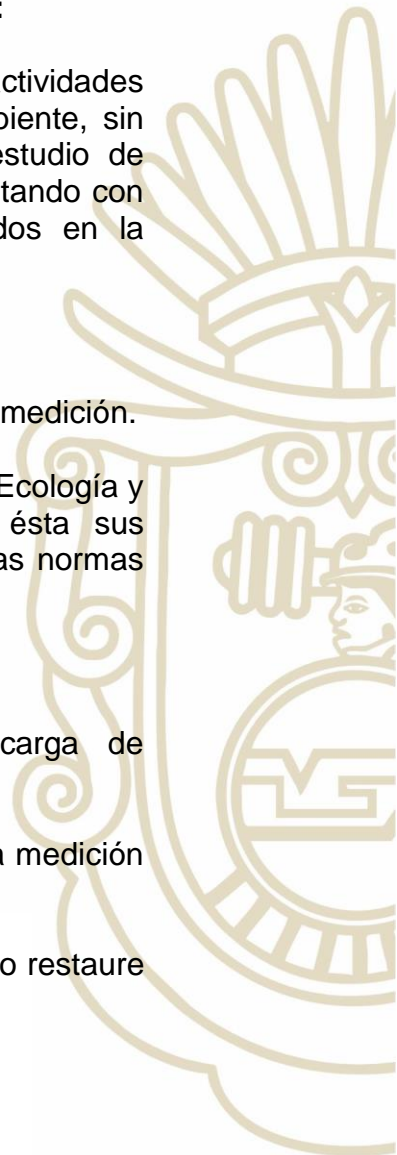 :
ctividades
biente, sin
estudio de
tando con
dos en la
medición.
Ecología y
ésta sus
as normas
carga de
a medición
o restaure